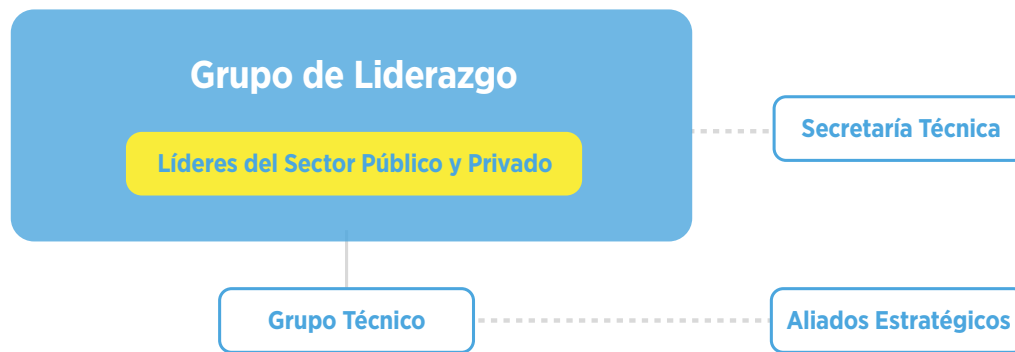 Grupo de Liderazgo
Líderes del Sector Público y Privado
Secretaría Técnica
Grupo Técnico
Aliados Estratégicos